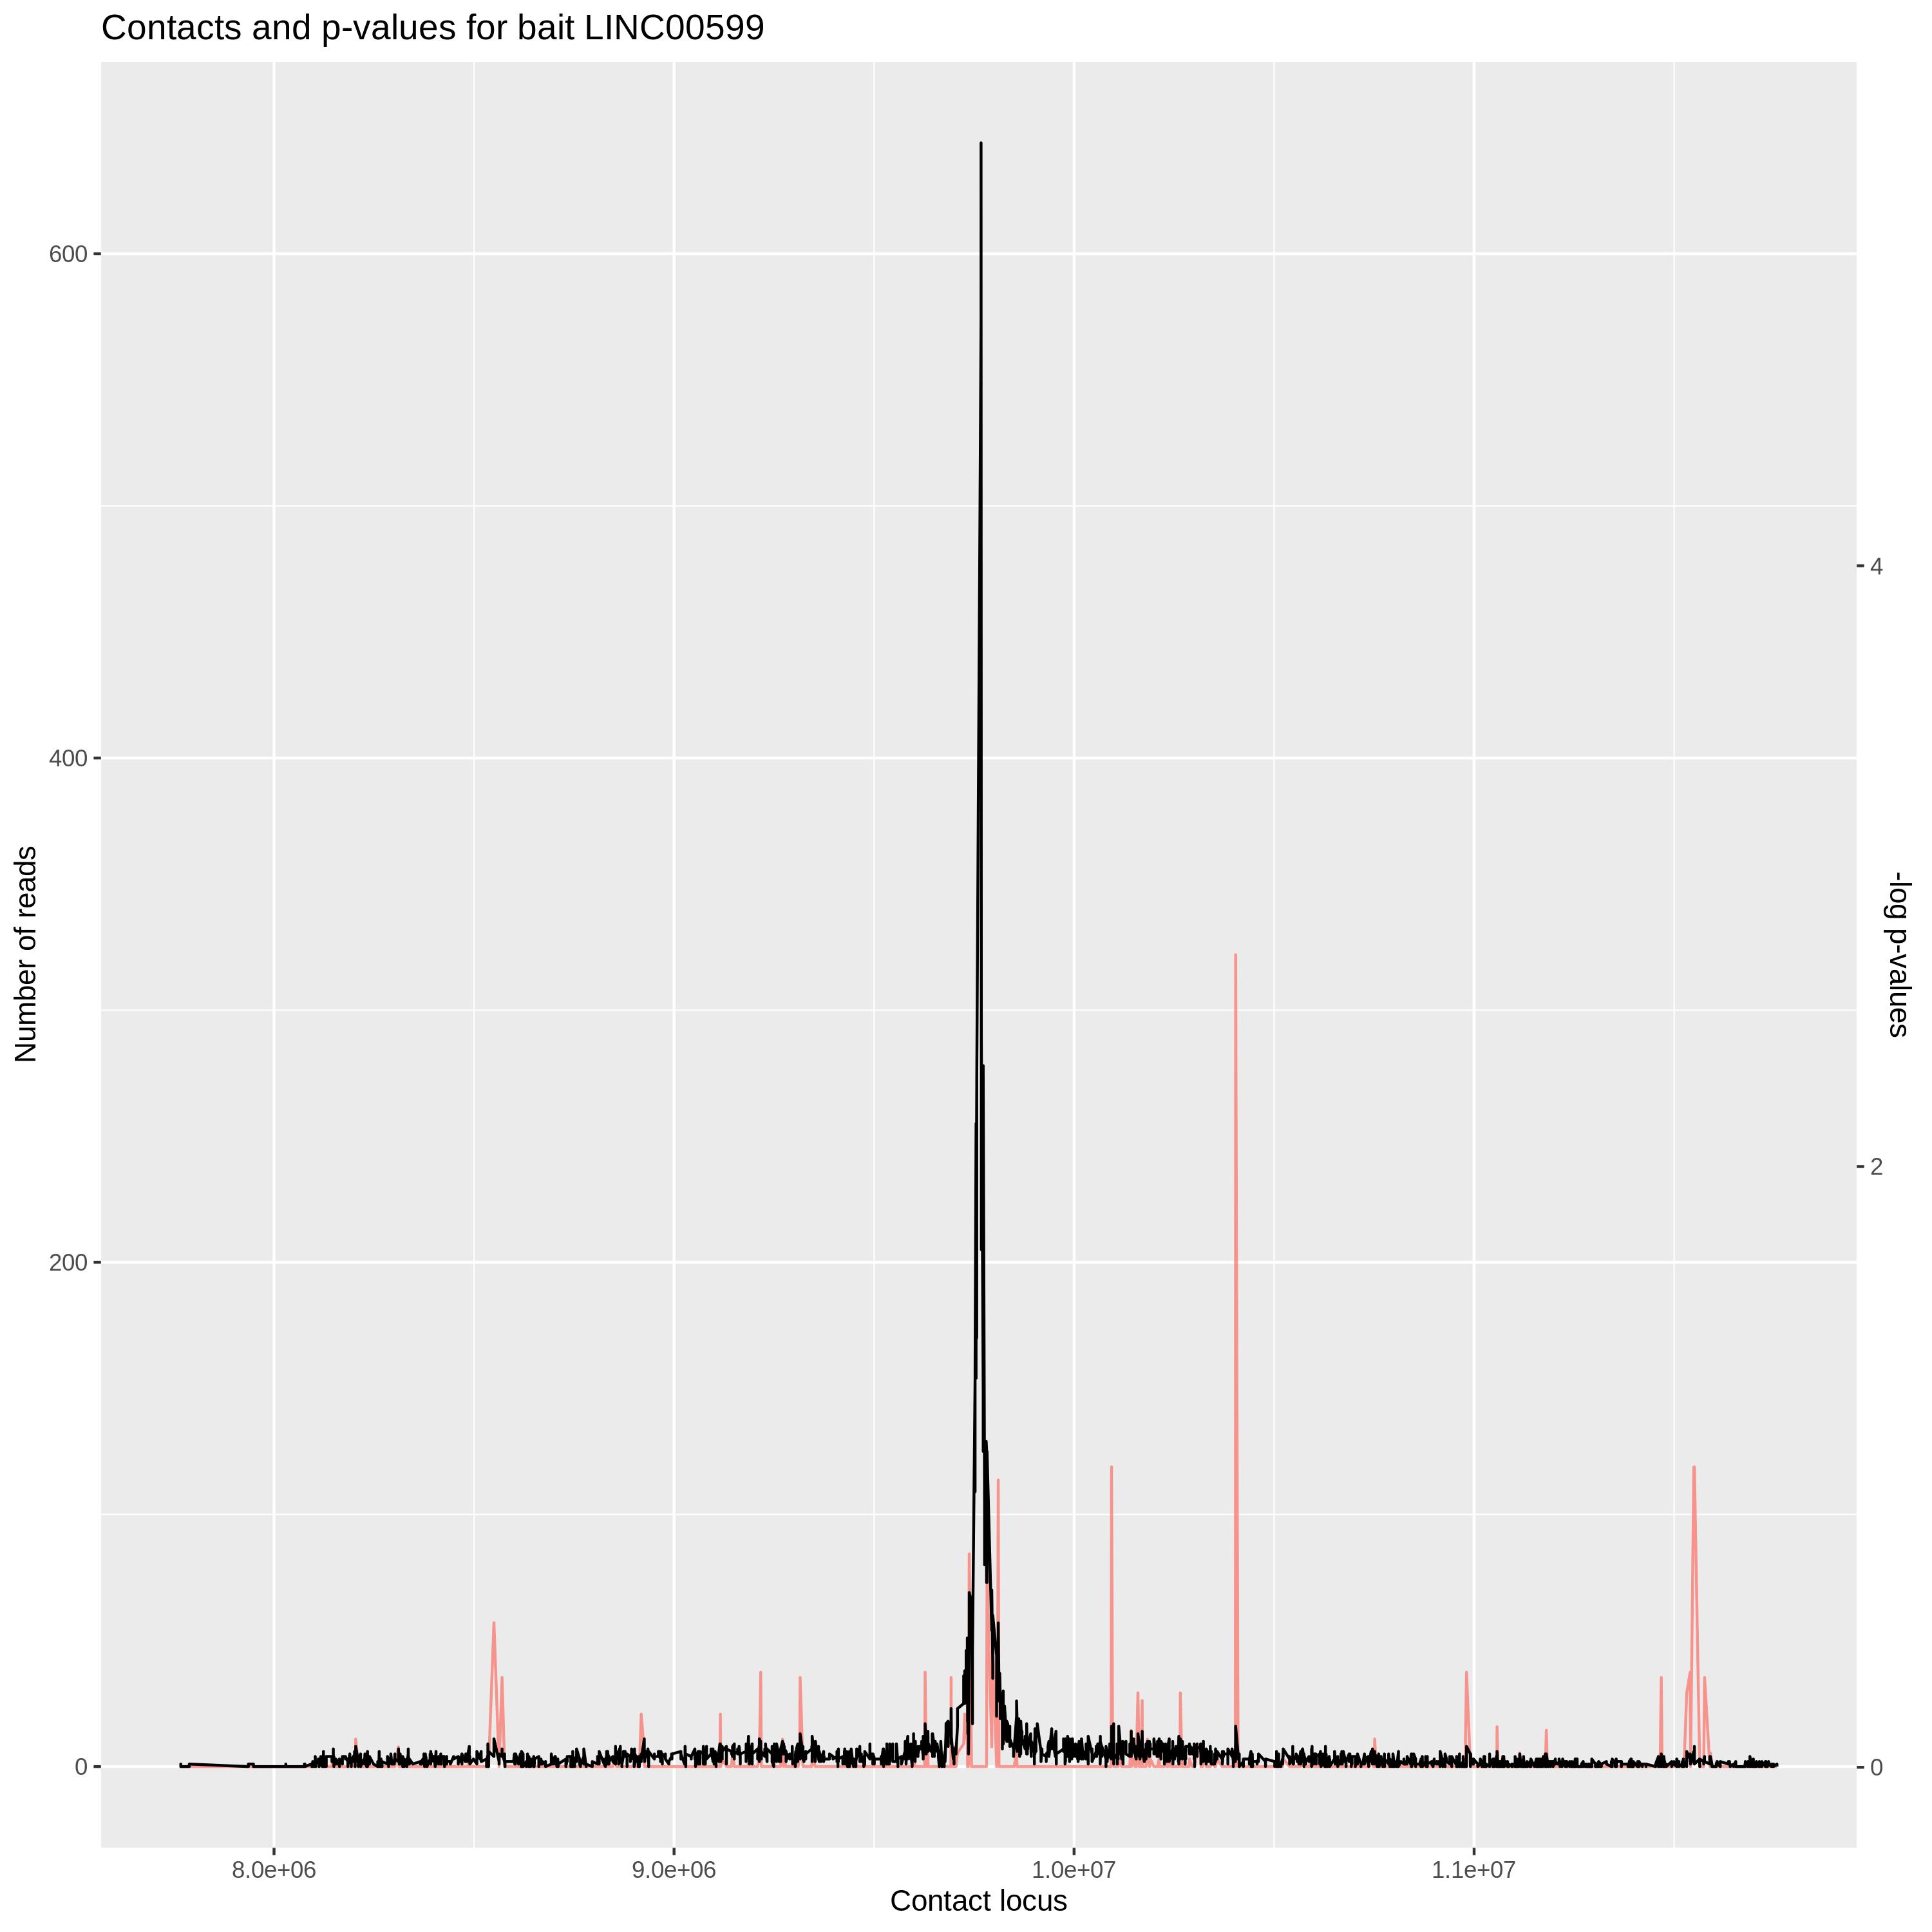 Contacts and p-values for bait LINC00599
600
400
200
0
Number of reads
4
2
0
-log p-values
8.0e+06
9.0e+06
1.0e+07
1.1e+07
Contact locus